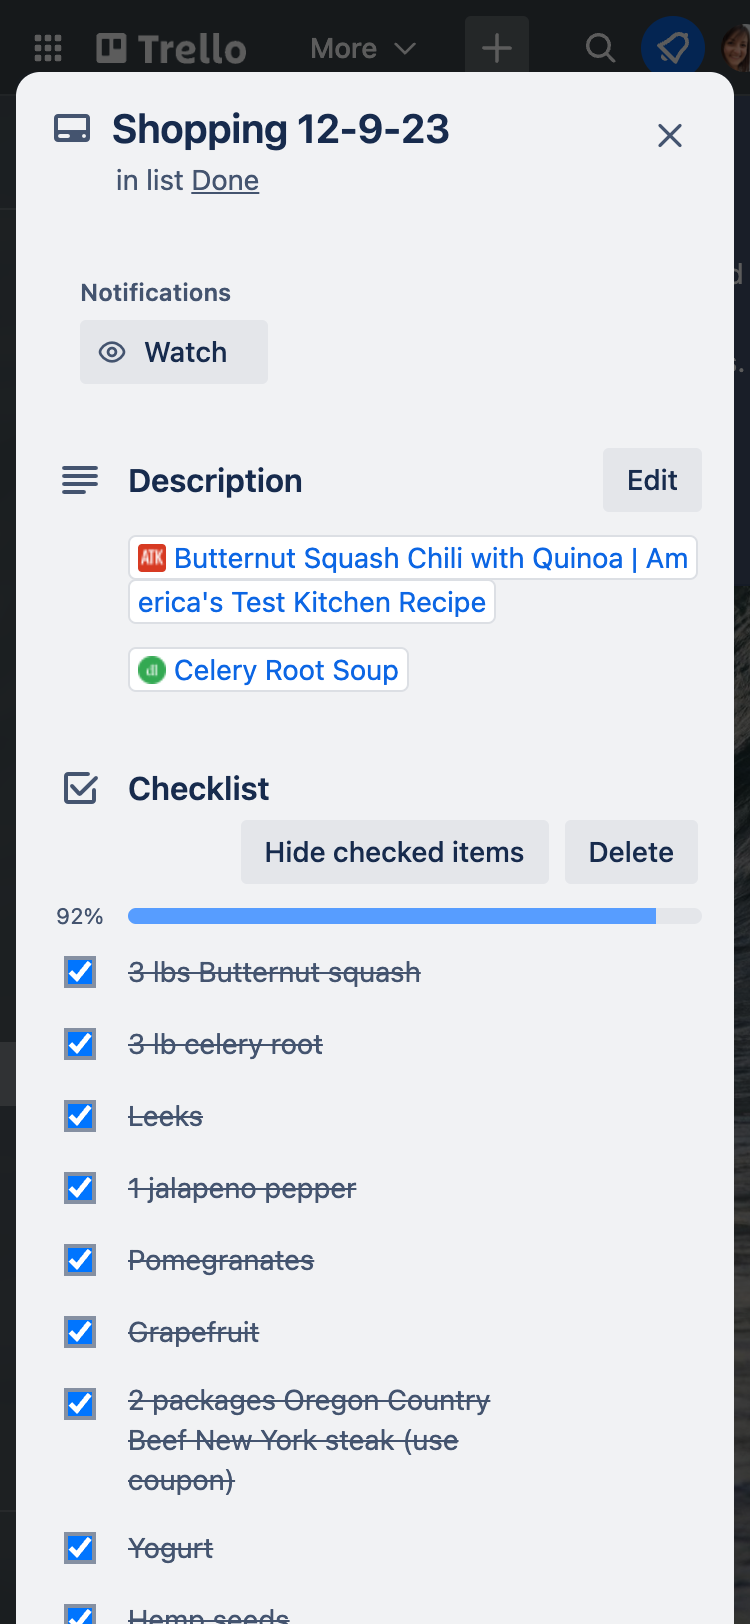 Trello
More
Shopping 12-9-23
in list Done
Notifications
Watch
Description
Edit
ATK Butternut Squash Chili with Quinoa | Am
erica's Test Kitchen Recipe
dl Celery Root Soup
Checklist
Hide checked items
Delete
92%
3 lbs Butternut squash
3 lb celery root
Leeks
1 jalapeno pepper
Pomegranates
Grapefruit
2 packages Oregon Country
Beef New York steak (use
coupon)
Yogurt
Hemp seeds